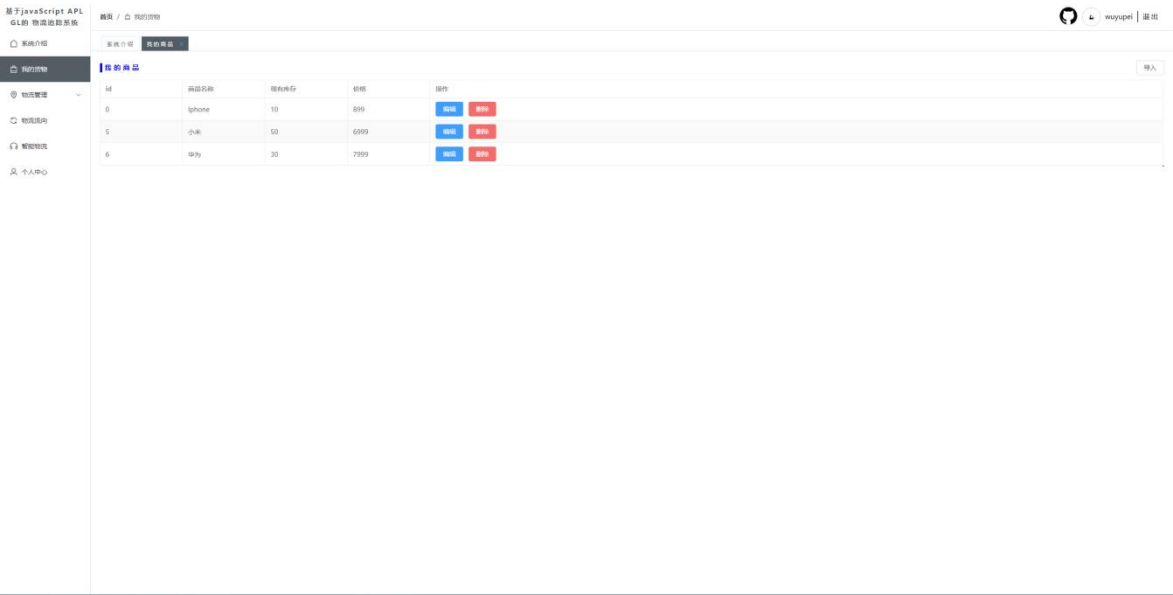 基于javaScript APL
GL的 物流追踪系统
首页 / 我的货物
wuyupei 退出
系统介绍
我的货物
物流管理
物流流向
智能物流
个人中心
系统介绍 我的商品
我的商品
导入
id 商品名称 现有库存 价格 操作
0 Iphone 10 899 编辑 删除
5 小米 50 6999 编辑 删除
6 华为 30 7999 编辑 删除